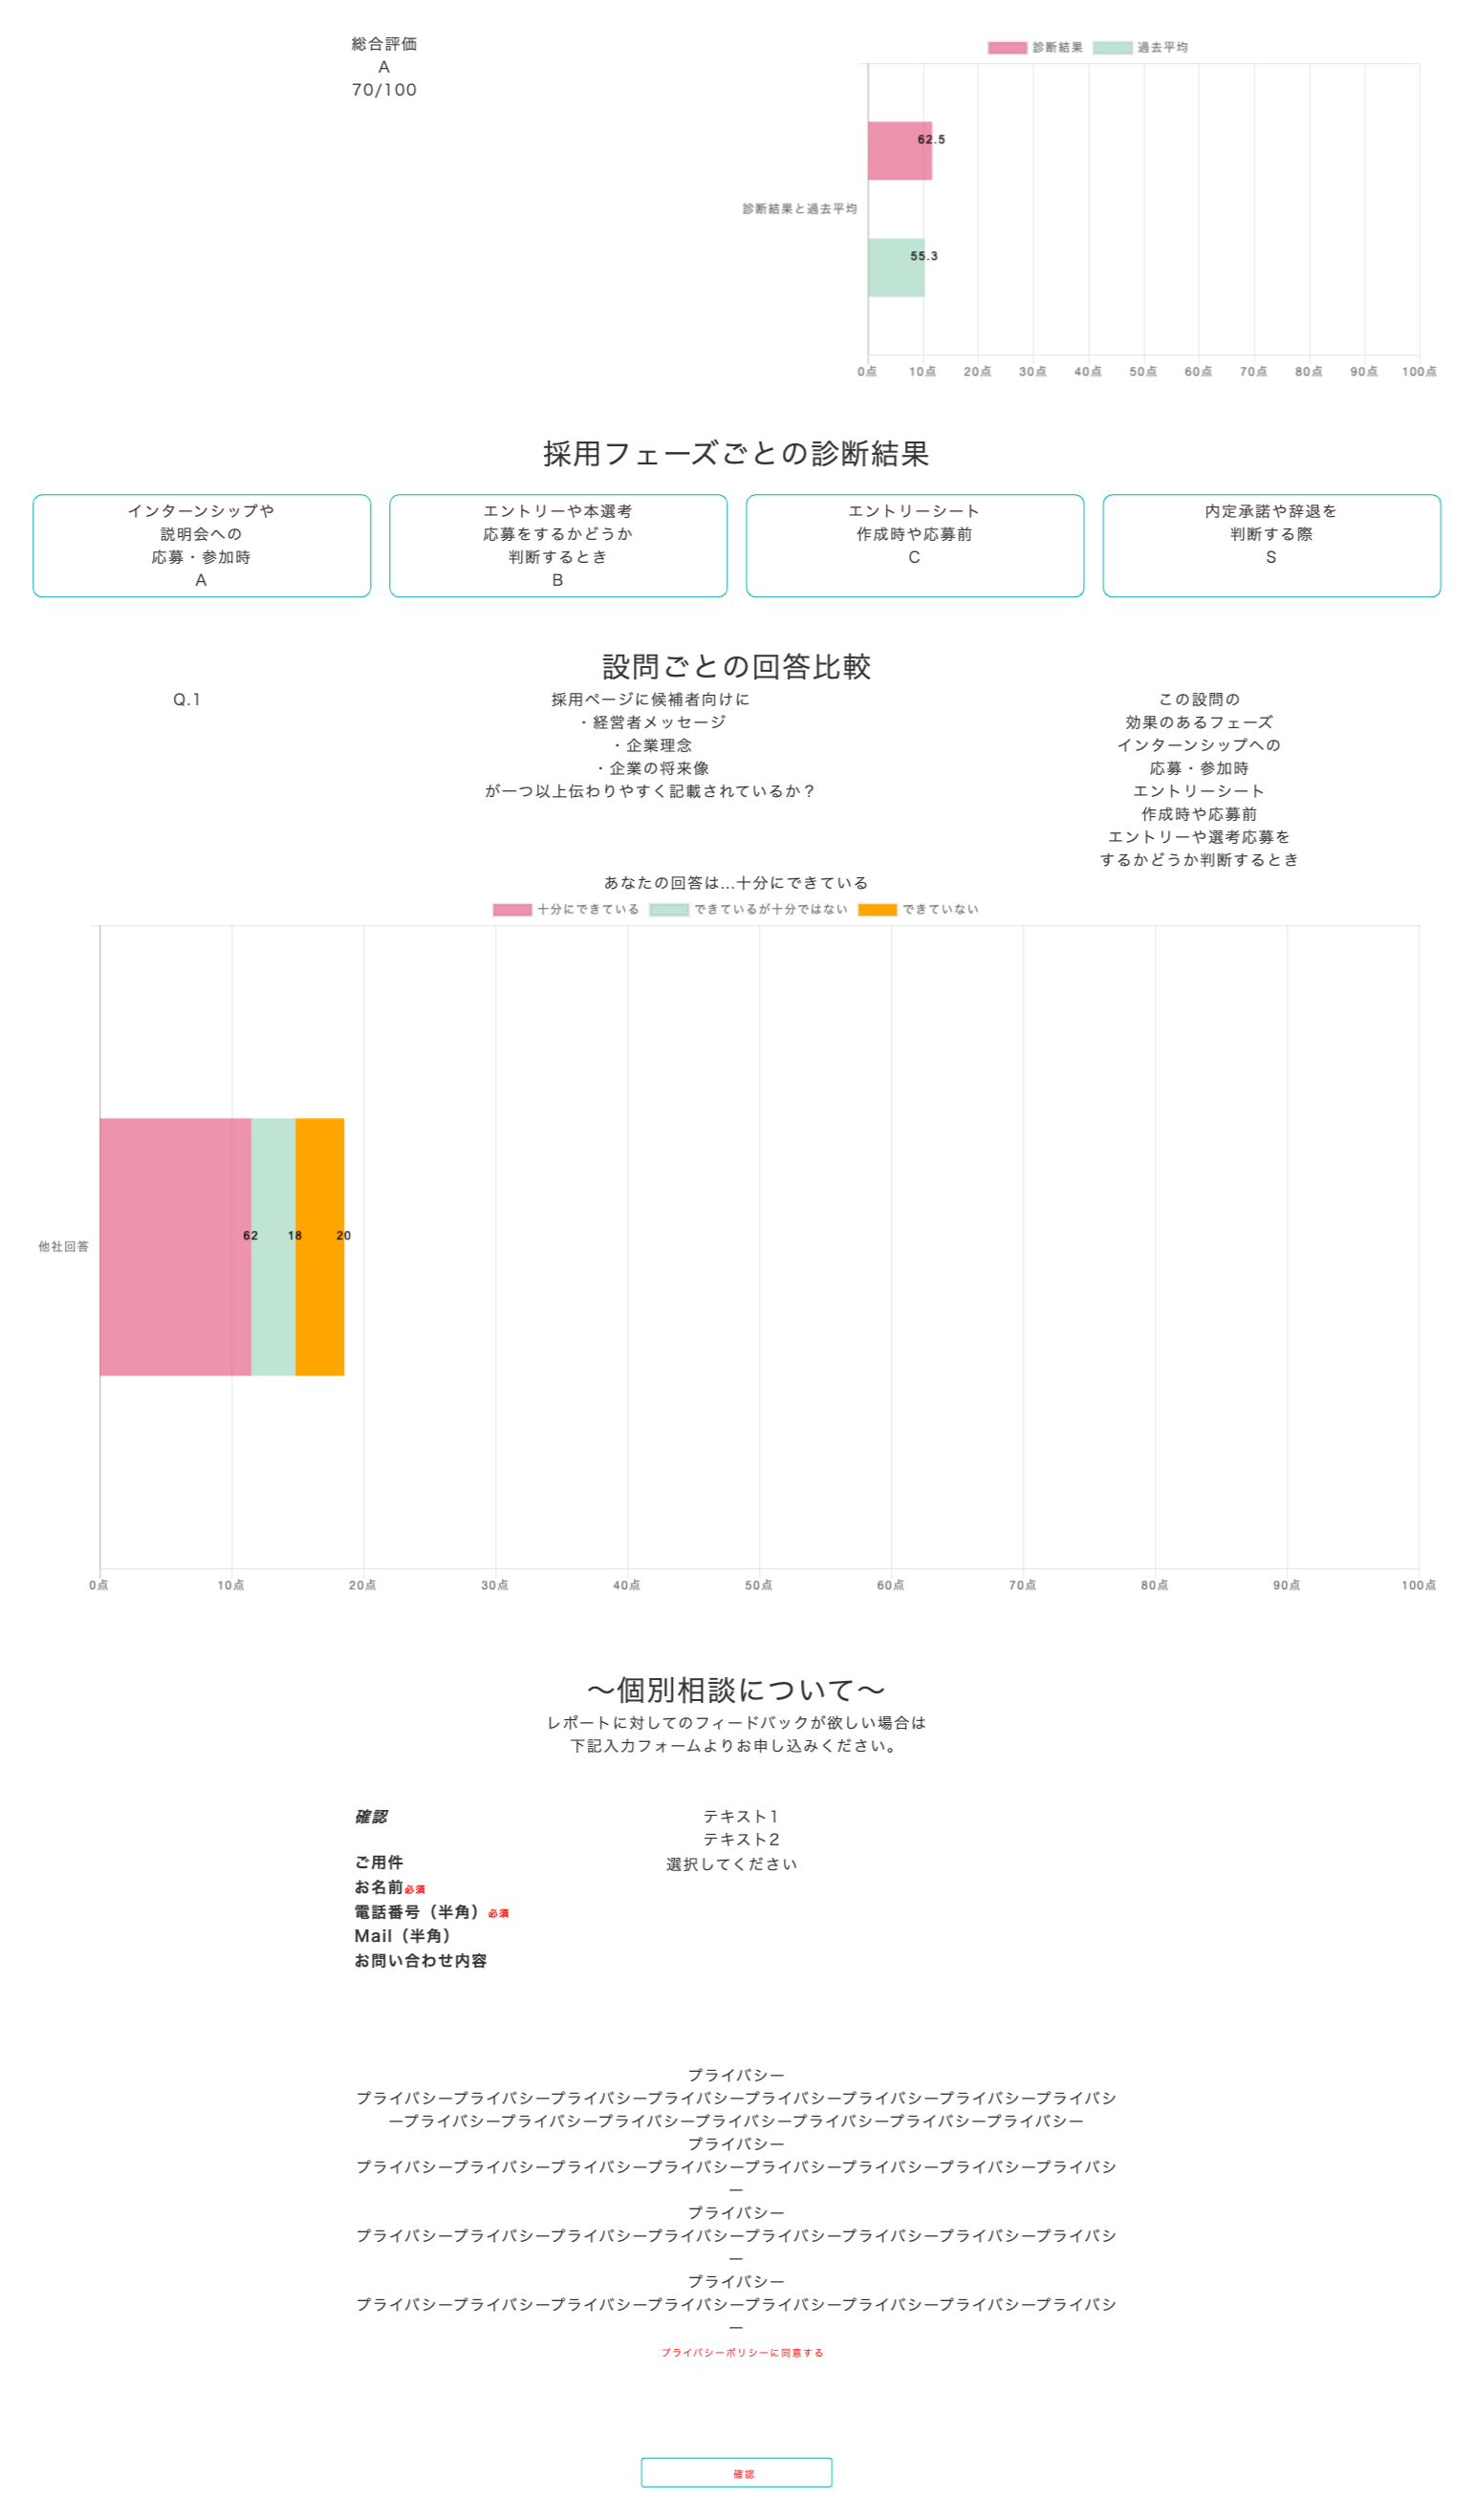 総合評価
A
70/100
診断結果 過去平均
62.5
診断結果と過去平均
55.3
0点 10点 20点 30点 40点 50点 60点 70点 80点 90点 100点
採用フェーズごとの診断結果
インターンシップや
説明会への
応募・参加時
A
エントリーや本選考
応募をするかどうか
判断するとき
B
エントリーシート
作成時や応募前
C
内定承諾や辞退を
判断する際
S
設問ごとの回答比較
Q.1
採用ページに候補者向けに
・経営者メッセージ
・企業理念
・企業の将来像
が一つ以上伝わりやすく記載されているか？
この設問の
効果のあるフェーズ
インターンシップへの
応募・参加時
エントリーシート
作成時や応募前
エントリーや選考応募を
するかどうか判断するとき
あなたの回答は...十分にできている
十分にできている できているが十分ではない できていない
62 18 20
他社回答
0点 10点 20点 30点 40点 50点 60点 70点 80点 90点 100点
〜個別相談について〜
レポートに対してのフィードバックが欲しい場合は
下記入力フォームよりお申し込みください。
確認
テキスト1
テキスト2
ご用件 選択してください
お名前必須
電話番号（半角）必須
Mail（半角）
お問い合わせ内容
プライバシー
プライバシープライバシープライバシープライバシープライバシープライバシープライバシープライバシ
ープライバシープライバシープライバシープライバシープライバシープライバシープライバシー
プライバシー
プライバシープライバシープライバシープライバシープライバシープライバシープライバシープライバシ
ー
プライバシー
プライバシープライバシープライバシープライバシープライバシープライバシープライバシープライバシ
ー
プライバシー
プライバシープライバシープライバシープライバシープライバシープライバシープライバシープライバシ
ー
プライバシーポリシーに同意する
確認